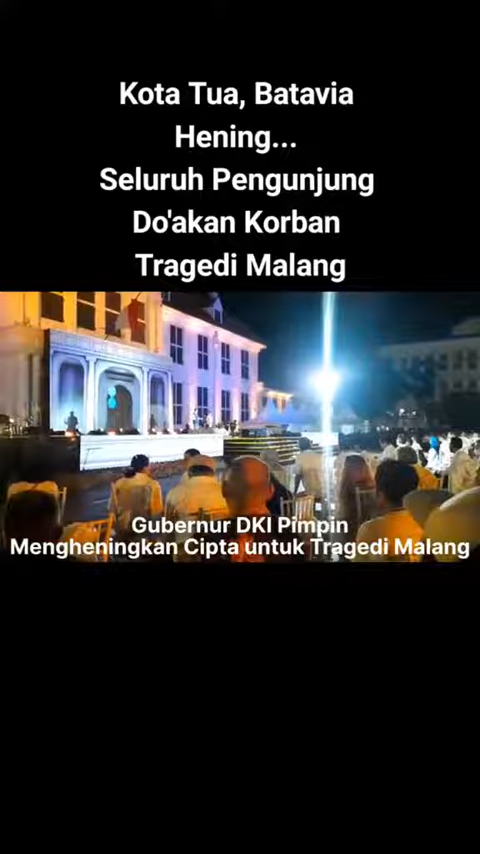 Kota Tua, Batavia
Hening...
Seluruh Pengunjung
Do'akan Korban
Tragedi Malang
Gubernur DKI Pimpin
Mengheningkan Cipta untuk Tragedi Malang